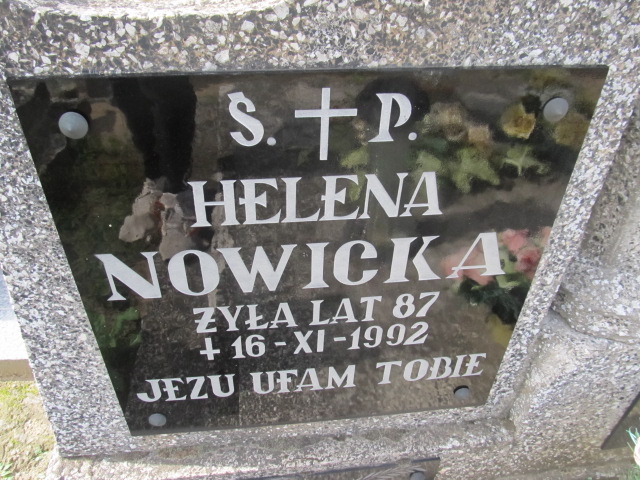 Ś. P.
HELENA
NOWICKA
ŻYŁA LAT 87
+ 16-XI-1992
JEZU UFAM TOBIE